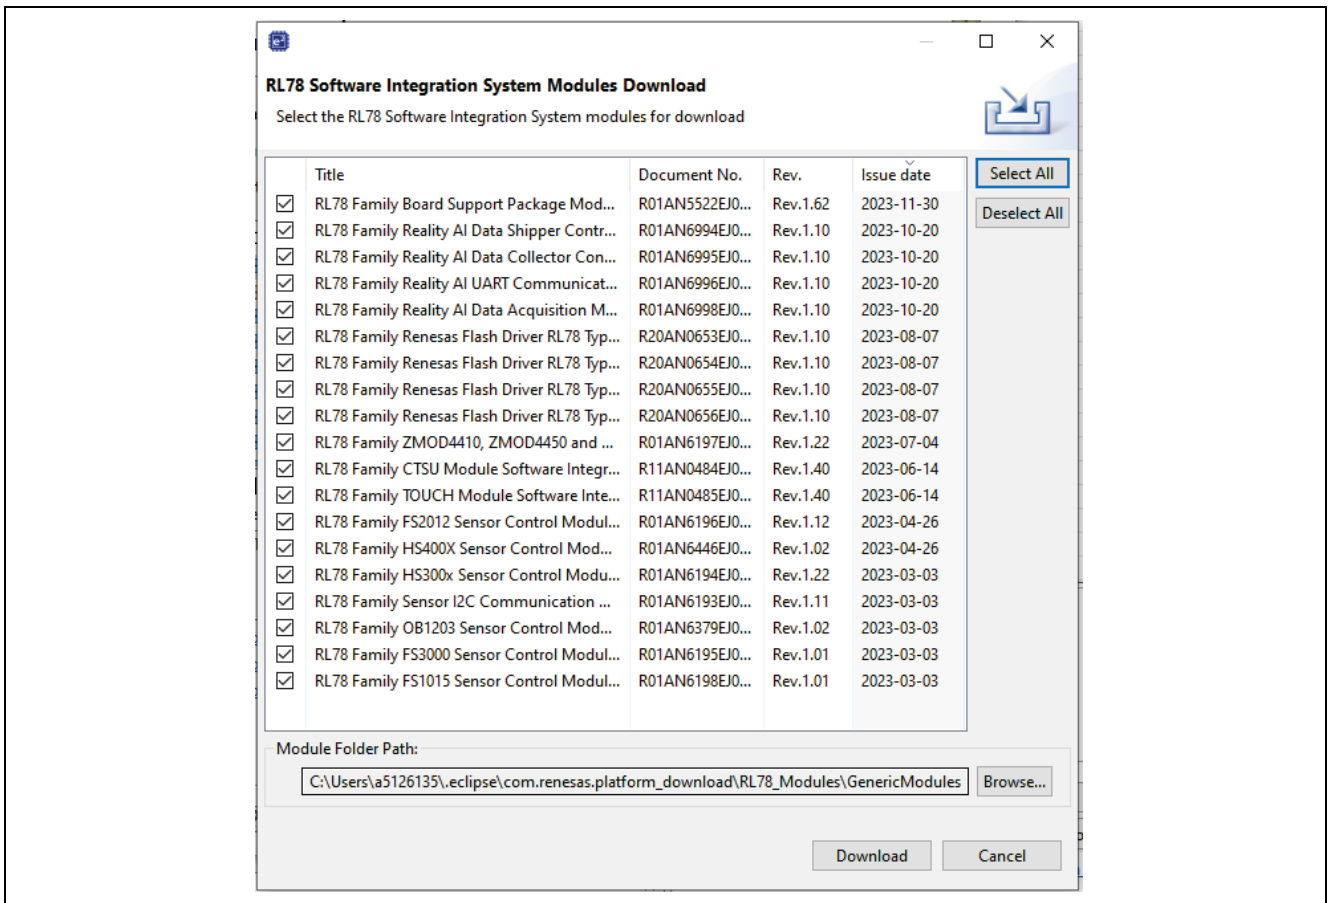 RL78 Software Integration System Modules Download
Select the RL78 Software Integration System modules for download
Title Document No. Rev. Issue date
RL78 Family Board Support Package Mod... R01AN5522EJ0... Rev.1.62 2023-11-30
RL78 Family Reality AI Data Shipper Contr... R01AN6994EJ0... Rev.1.10 2023-10-20
RL78 Family Reality AI Data Collector Con... R01AN6995EJ0... Rev.1.10 2023-10-20
RL78 Family Reality AI UART Communicat... R01AN6996EJ0... Rev.1.10 2023-10-20
RL78 Family Reality AI Data Acquisition M... R01AN6998EJ0... Rev.1.10 2023-10-20
RL78 Family Renesas Flash Driver RL78 Typ... R20AN0653EJ0... Rev.1.10 2023-08-07
RL78 Family Renesas Flash Driver RL78 Typ... R20AN0654EJ0... Rev.1.10 2023-08-07
RL78 Family Renesas Flash Driver RL78 Typ... R20AN0655EJ0... Rev.1.10 2023-08-07
RL78 Family Renesas Flash Driver RL78 Typ... R20AN0656EJ0... Rev.1.10 2023-08-07
RL78 Family ZMOD4410, ZMOD4450 and ... R01AN6197EJ0... Rev.1.22 2023-07-04
RL78 Family CTSU Module Software Integr... R11AN0484EJ0... Rev.1.40 2023-06-14
RL78 Family TOUCH Module Software Inte... R11AN0485EJ0... Rev.1.40 2023-06-14
RL78 Family FS2012 Sensor Control Modul... R01AN6196EJ0... Rev.1.12 2023-04-26
RL78 Family HS400X Sensor Control Mod... R01AN6446EJ0... Rev.1.02 2023-04-26
RL78 Family HS300x Sensor Control Modu... R01AN6194EJ0... Rev.1.22 2023-03-03
RL78 Family Sensor I2C Communication ... R01AN6193EJ0... Rev.1.11 2023-03-03
RL78 Family OB1203 Sensor Control Mod... R01AN6379EJ0... Rev.1.02 2023-03-03
RL78 Family FS3000 Sensor Control Modul... R01AN6195EJ0... Rev.1.01 2023-03-03
RL78 Family FS1015 Sensor Control Modul... R01AN6198EJ0... Rev.1.01 2023-03-03
Select All
Deselect All
Module Folder Path:
C:\Users\a5126135\.eclipse\com.renesas.platform_download\RL78_Modules\GenericModules Browse...
Download Cancel